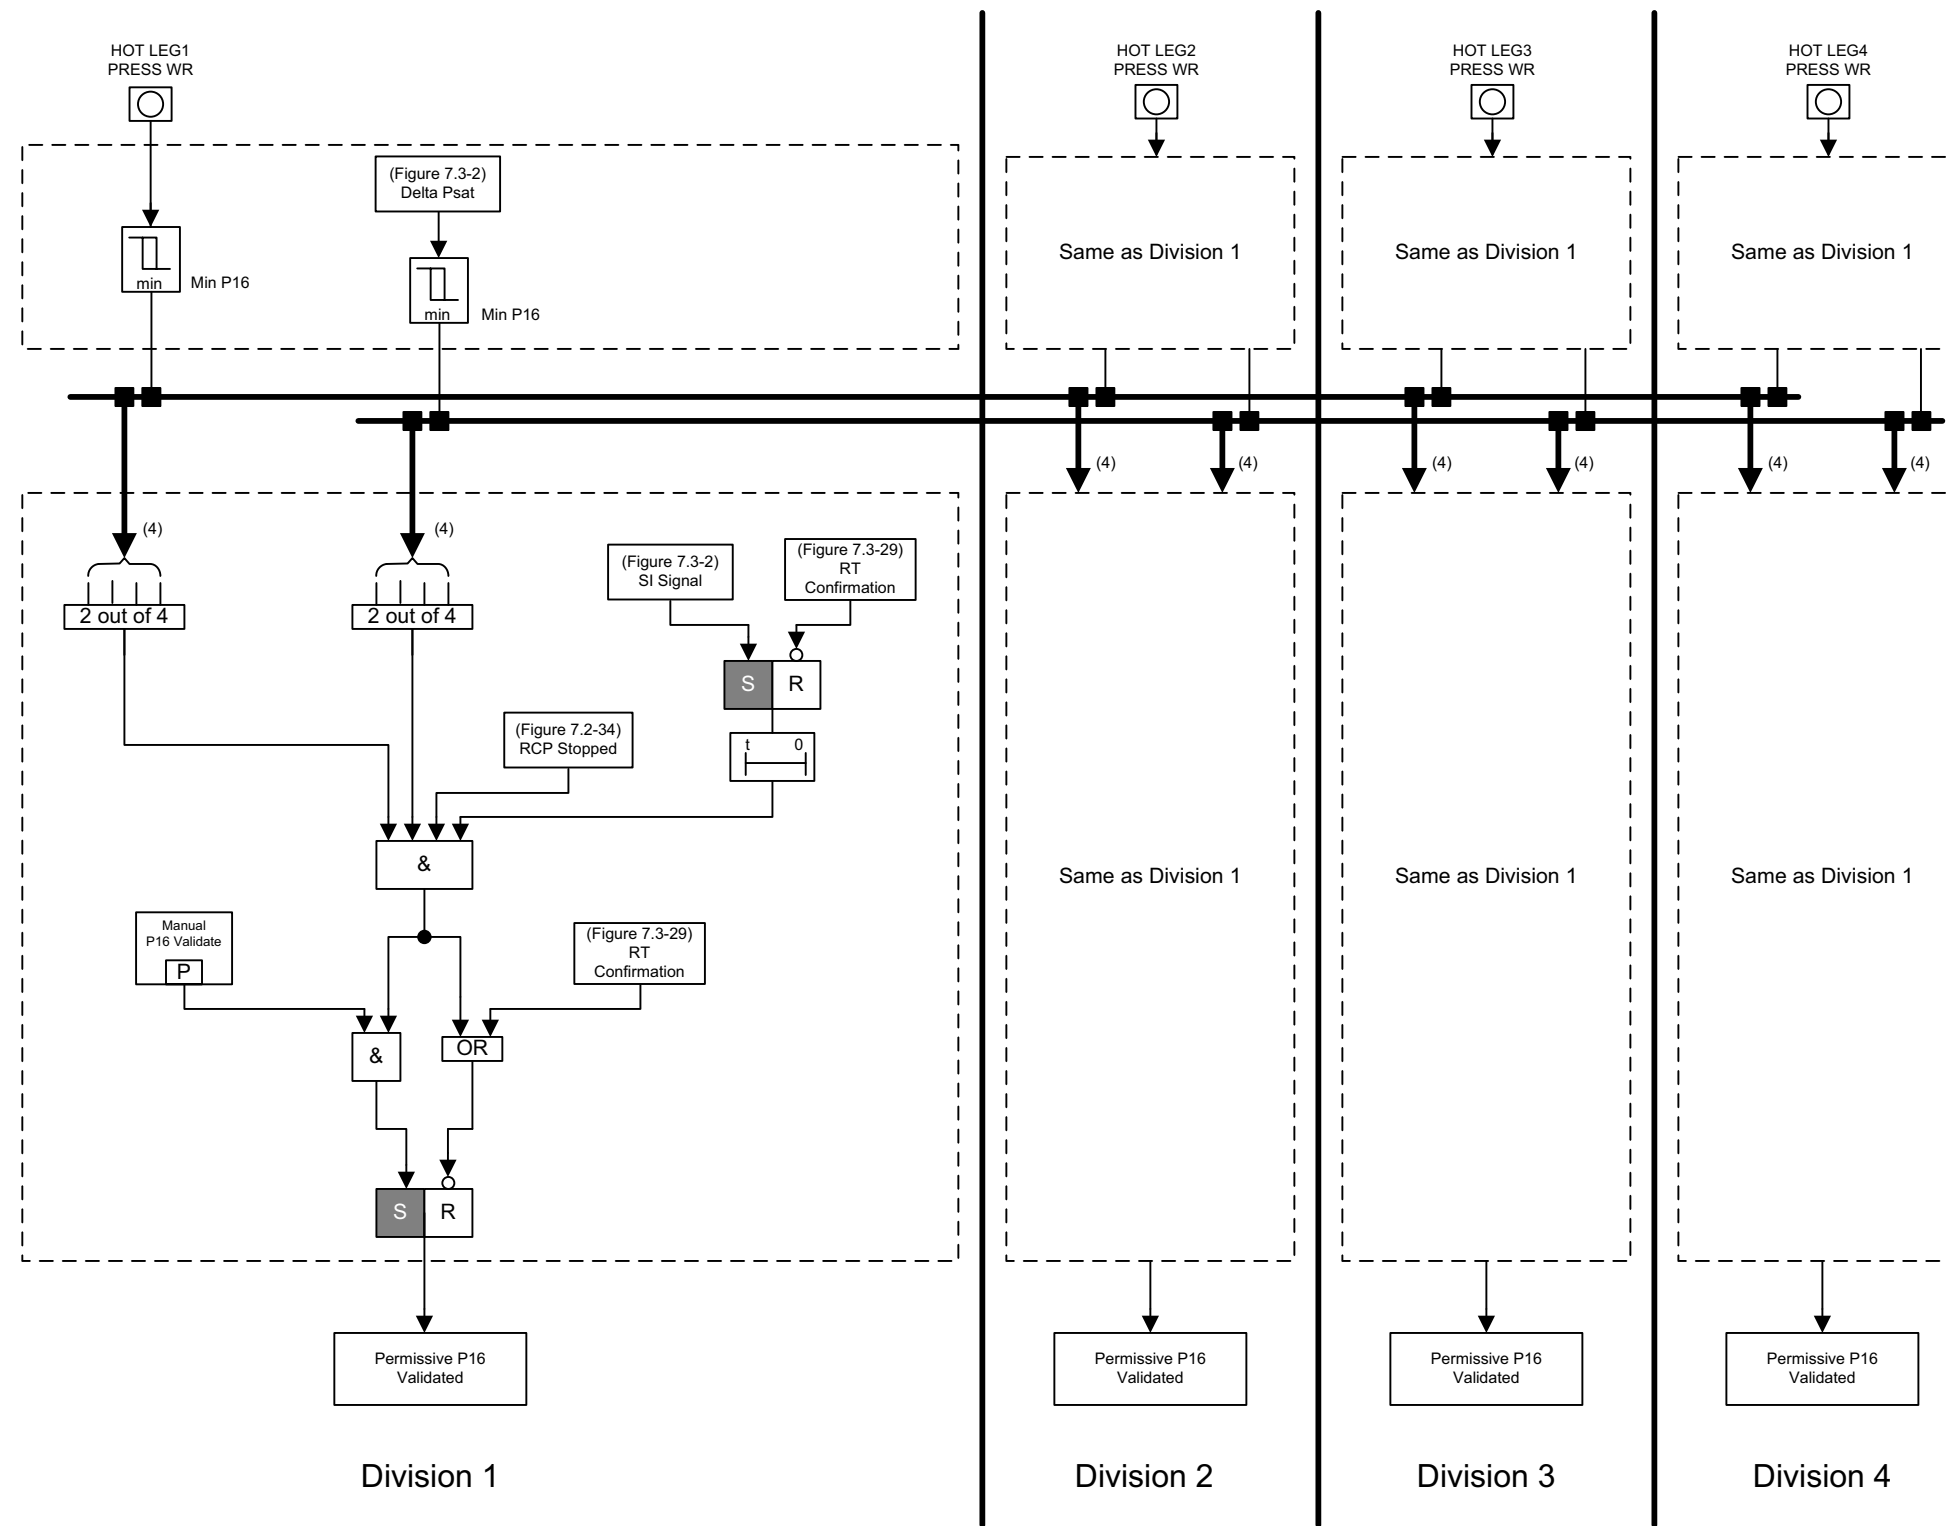 HOT LEG1
PRESS WR
HOT LEG2
PRESS WR
HOT LEG3
PRESS WR
HOT LEG4
PRESS WR
(Figure 7.3-2)
Delta Psat
min
Min P16
min
Min P16
Same as Division 1
Same as Division 1
Same as Division 1
(4)
(4)
(4)
(4)
(4)
(4)
(4)
(4)
2 out of 4
2 out of 4
(Figure 7.3-2)
SI Signal
(Figure 7.3-29)
RT
Confirmation
S
R
(Figure 7.2-34)
RCP Stopped
t
0
&
Same as Division 1
Same as Division 1
Same as Division 1
Manual
P16 Validate
P
(Figure 7.3-29)
RT
Confirmation
&
OR
S
R
Permissive P16
Validated
Permissive P16
Validated
Permissive P16
Validated
Permissive P16
Validated
Division 1
Division 2
Division 3
Division 4